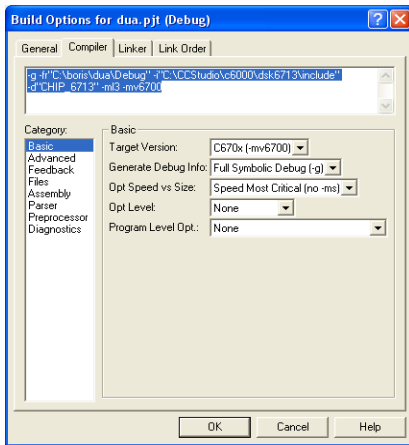 Build Options for dua.pjt (Debug)
General Compiler Linker Link Order
-g -fr"C:\boris\dua\Debug" -i"C:\CCStudio\c6000\dsk6713\include"
-d"CHIP_6713" -ml3 -mv6700
Category: Basic
Basic Target Version: C670x (-mv6700)
Advanced
Feedback Generate Debug Info: Full Symbolic Debug (-g)
Files Opt Speed vs Size: Speed Most Critical (no -ms)
Assembly
Parser Opt Level: None
Preprocessor Program Level Opt.: None
Diagnostics
OK Cancel Help